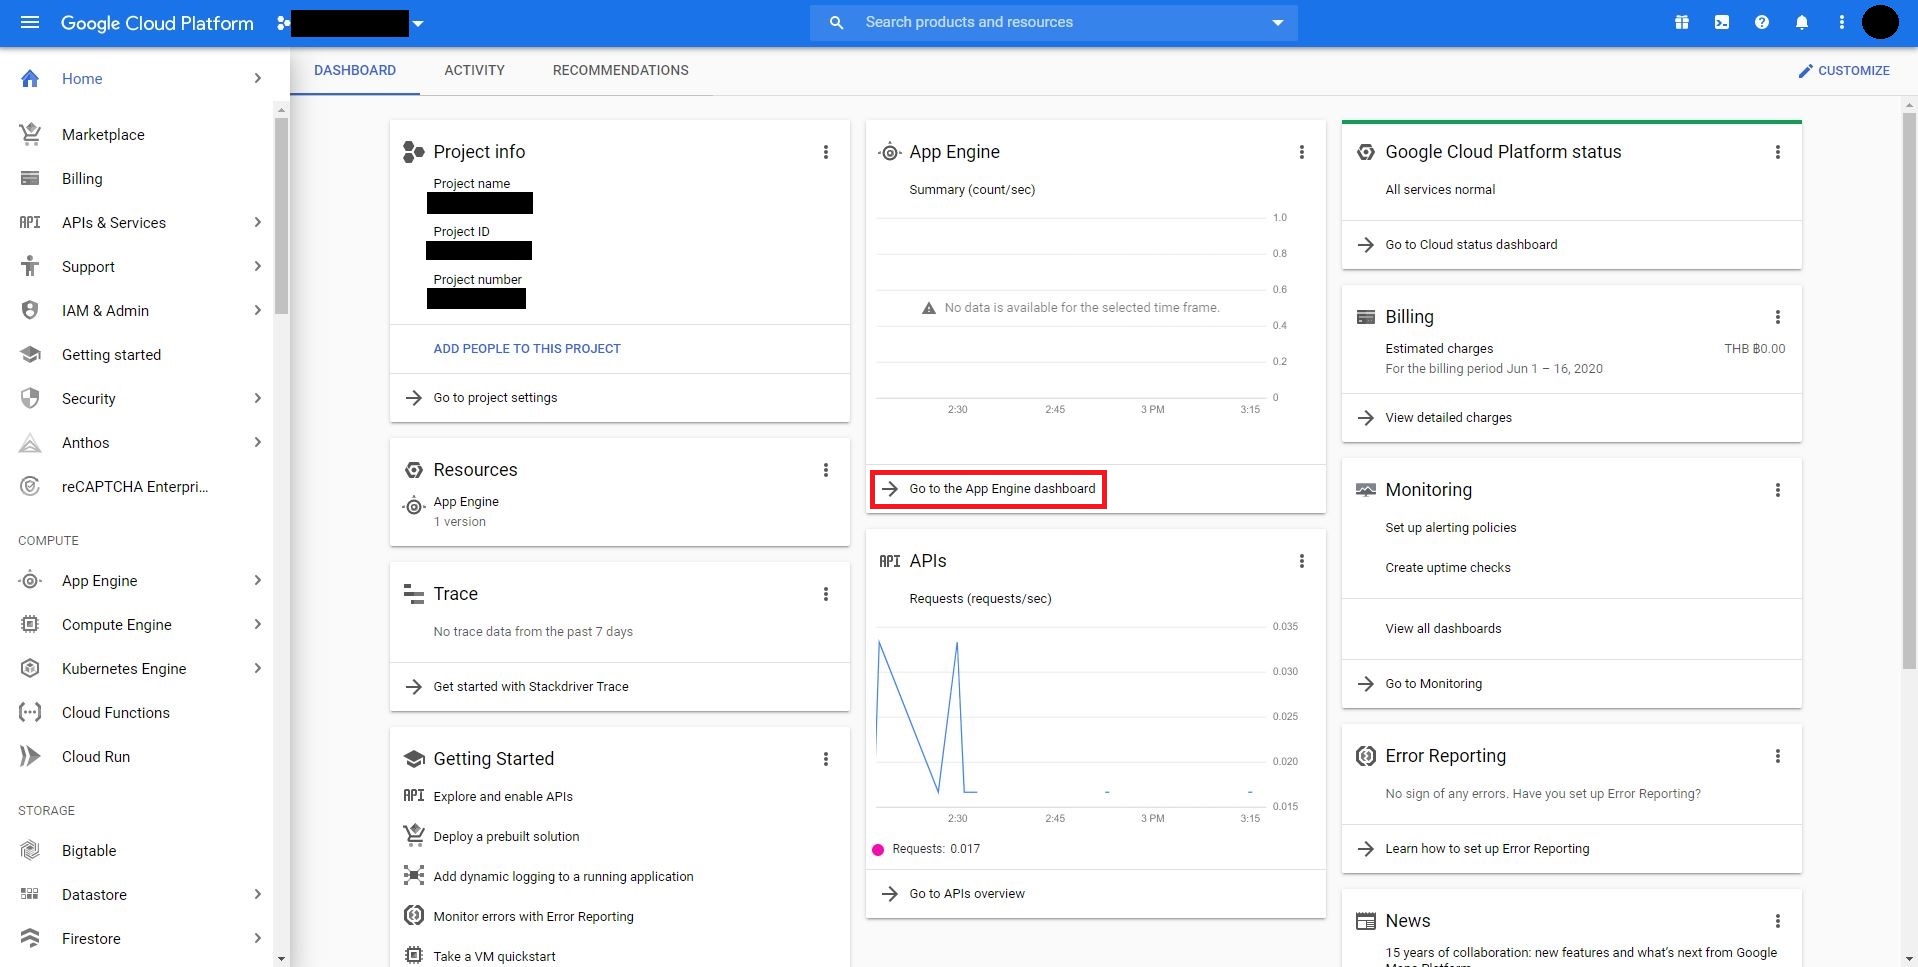 Google Cloud Platform
Search products and resources
Home
Marketplace
Billing
API APIs & Services
Support
IAM & Admin
Getting started
Security
Anthos
reCAPTCHA Enterpri...
COMPUTE
App Engine
Compute Engine
Kubernetes Engine
Cloud Functions
Cloud Run
STORAGE
Bigtable
Datastore
Firestore
DASHBOARD
ACTIVITY
RECOMMENDATIONS
CUSTOMIZE
Project info
Project name
Project ID
Project number
ADD PEOPLE TO THIS PROJECT
Go to project settings
Resources
App Engine
1 version
Trace
No trace data from the past 7 days
Get started with Stackdriver Trace
Getting Started
API Explore and enable APIs
Deploy a prebuilt solution
Add dynamic logging to a running application
Monitor errors with Error Reporting
Take a VM quickstart
App Engine
Summary (count/sec)
1.0
0.8
0.6
No data is available for the selected time frame.
0.4
0.2
0
2:30 2:45 3 PM 3:15
Go to the App Engine dashboard
API APIs
Requests (requests/sec)
0.035
0.030
0.025
0.020
0.015
2:30 2:45 3 PM 3:15
Requests: 0.017
Go to APIs overview
Google Cloud Platform status
All services normal
Go to Cloud status dashboard
Billing
Estimated charges THB ฿0.00
For the billing period Jun 1 – 16, 2020
View detailed charges
Monitoring
Set up alerting policies
Create uptime checks
View all dashboards
Go to Monitoring
Error Reporting
No sign of any errors. Have you set up Error Reporting?
Learn how to set up Error Reporting
News
15 years of collaboration: new features and what's next from Google